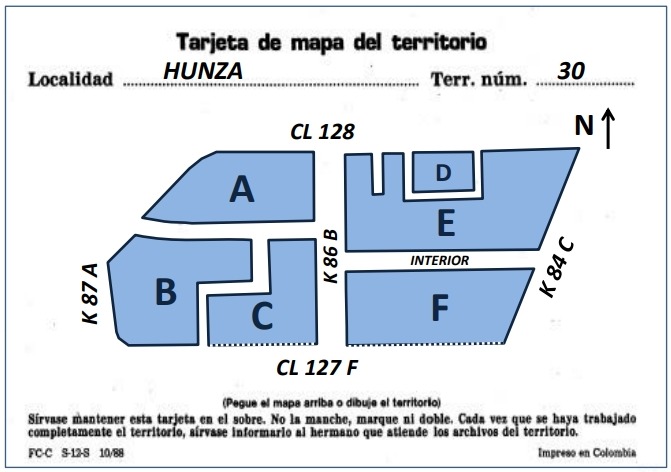 Tarjeta de mapa del territorio
Localidad HUNZA Terr. núm. 30
CL 128
N
A
D
E
K 86 B
INTERIOR
K 84 C
K 87 A
B
C
F
CL 127 F
(Pegue el mapa arriba o dibuje el territorio)
Sírvase mantener esta tarjeta en el sobre. No la manche, marque ni doble. Cada vez que se haya trabajado
completamente el territorio, sírvase informarlo al hermano que atiende los archivos del territorio.
FC-C S-12-S 10/88 Impreso en Colombia